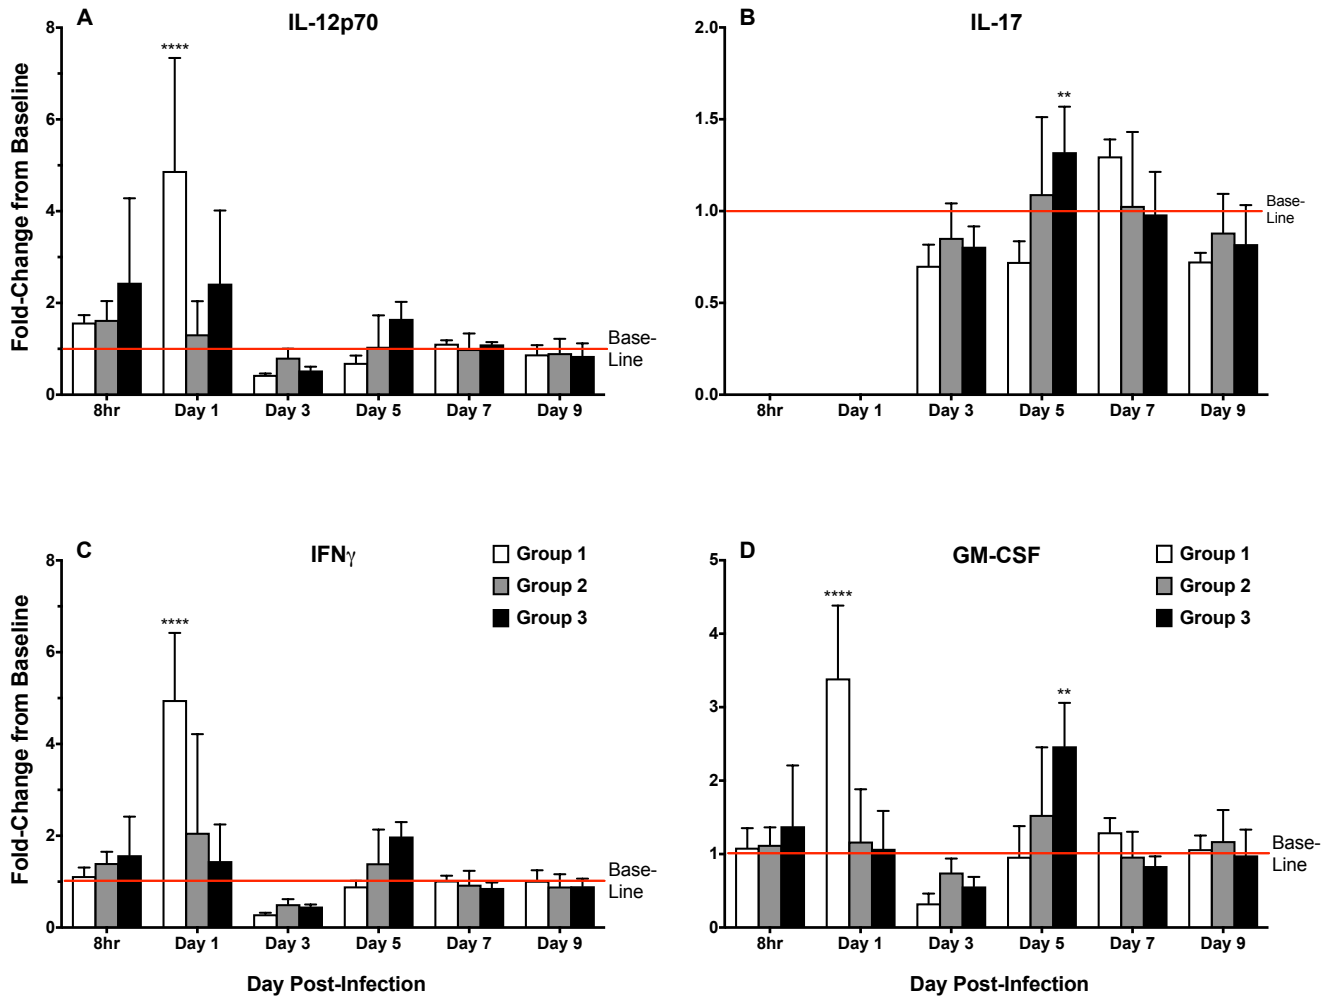 A
IL-12p70
Fold-Change from Baseline
8
6
4
2
0
****
Base-
Line
8hr Day 1 Day 3 Day 5 Day 7 Day 9
B
IL-17
2.0
1.5
1.0
0.5
0.0
**
Base-
Line
8hr Day 1 Day 3 Day 5 Day 7 Day 9
C
IFNγ
Group 1
Group 2
Group 3
Fold-Change from Baseline
8
6
4
2
0
****
Base-
Line
8hr Day 1 Day 3 Day 5 Day 7 Day 9
Day Post-Infection
D
GM-CSF
Group 1
Group 2
Group 3
5
4
3
2
1
0
****
**
Base-
Line
8hr Day 1 Day 3 Day 5 Day 7 Day 9
Day Post-Infection